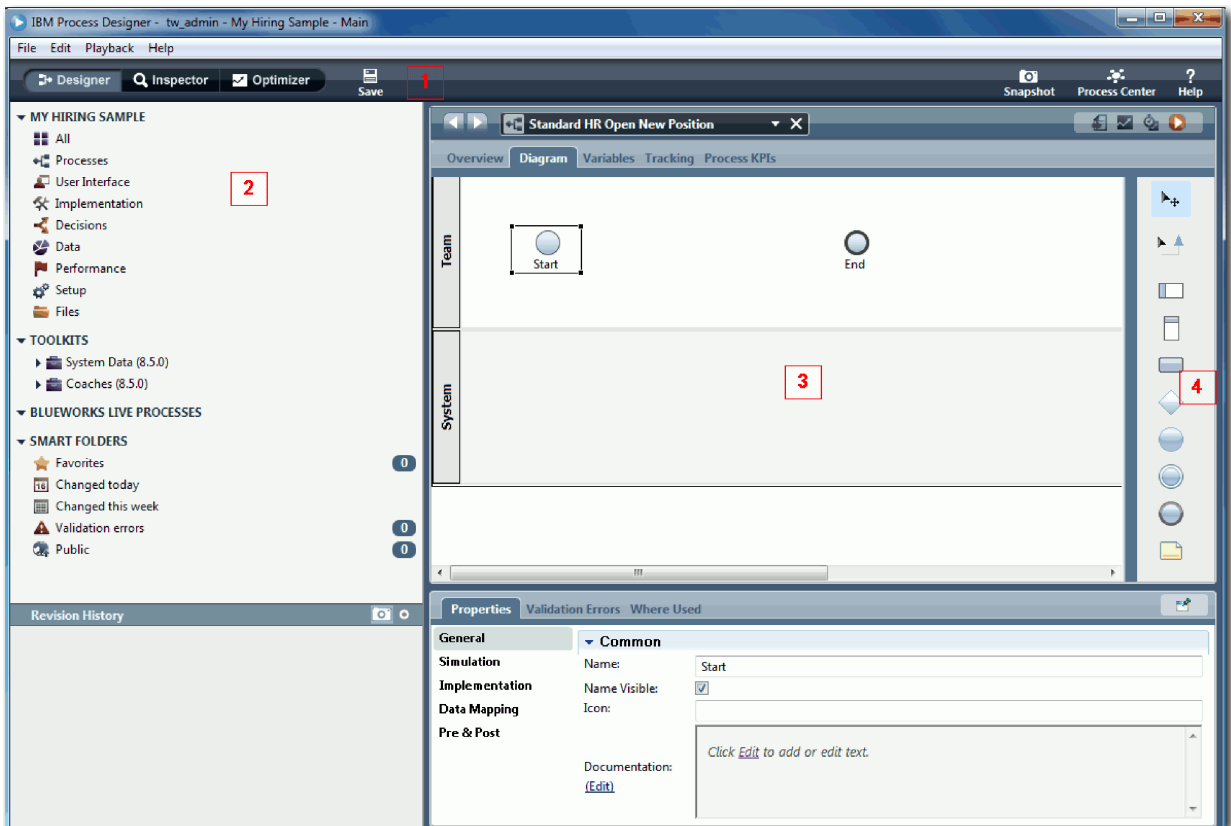 IBM Process Designer - tw_admin - My Hiring Sample - Main
File Edit Playback Help
Designer Inspector Optimizer Save 1 Snapshot Process Center Help
MY HIRING SAMPLE
All
Processes
User Interface
Implementation
Decisions
Data
Performance
Setup
Files
2
TOOLKITS
System Data (8.5.0)
Coaches (8.5.0)
BLUEWORKS LIVE PROCESSES
SMART FOLDERS
Favorites 0
16 Changed today
Changed this week
Validation errors 0
Public 0
Revision History
Standard HR Open New Position
Overview Diagram Variables Tracking Process KPIs
Team
Start
End
System
3
4
Properties Validation Errors Where Used
General
Simulation
Implementation
Data Mapping
Pre & Post
Common
Name: Start
Name Visible:
Icon:
Documentation:
(Edit)
Click Edit to add or edit text.